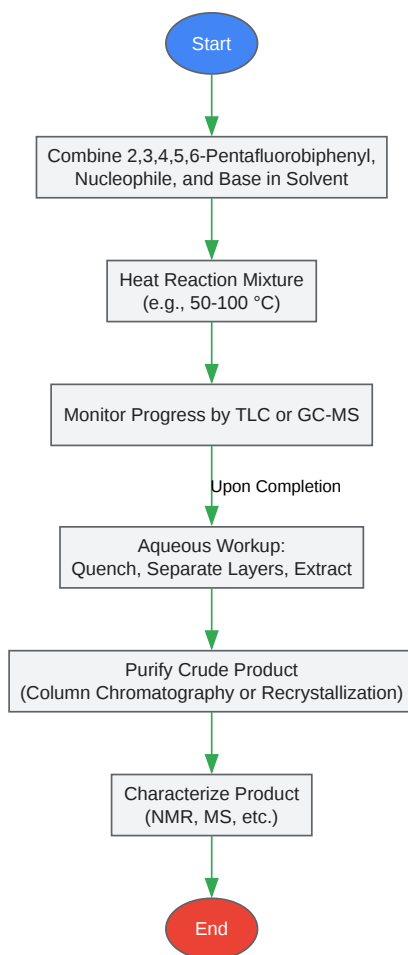 Start
Combine 2,3,4,5,6-Pentafluorobiphenyl,
Nucleophile, and Base in Solvent
Heat Reaction Mixture
(e.g., 50-100 °C)
Monitor Progress by TLC or GC-MS
Upon Completion
Aqueous Workup:
Quench, Separate Layers, Extract
Purify Crude Product
(Column Chromatography or Recrystallization)
Characterize Product
(NMR, MS, etc.)
End